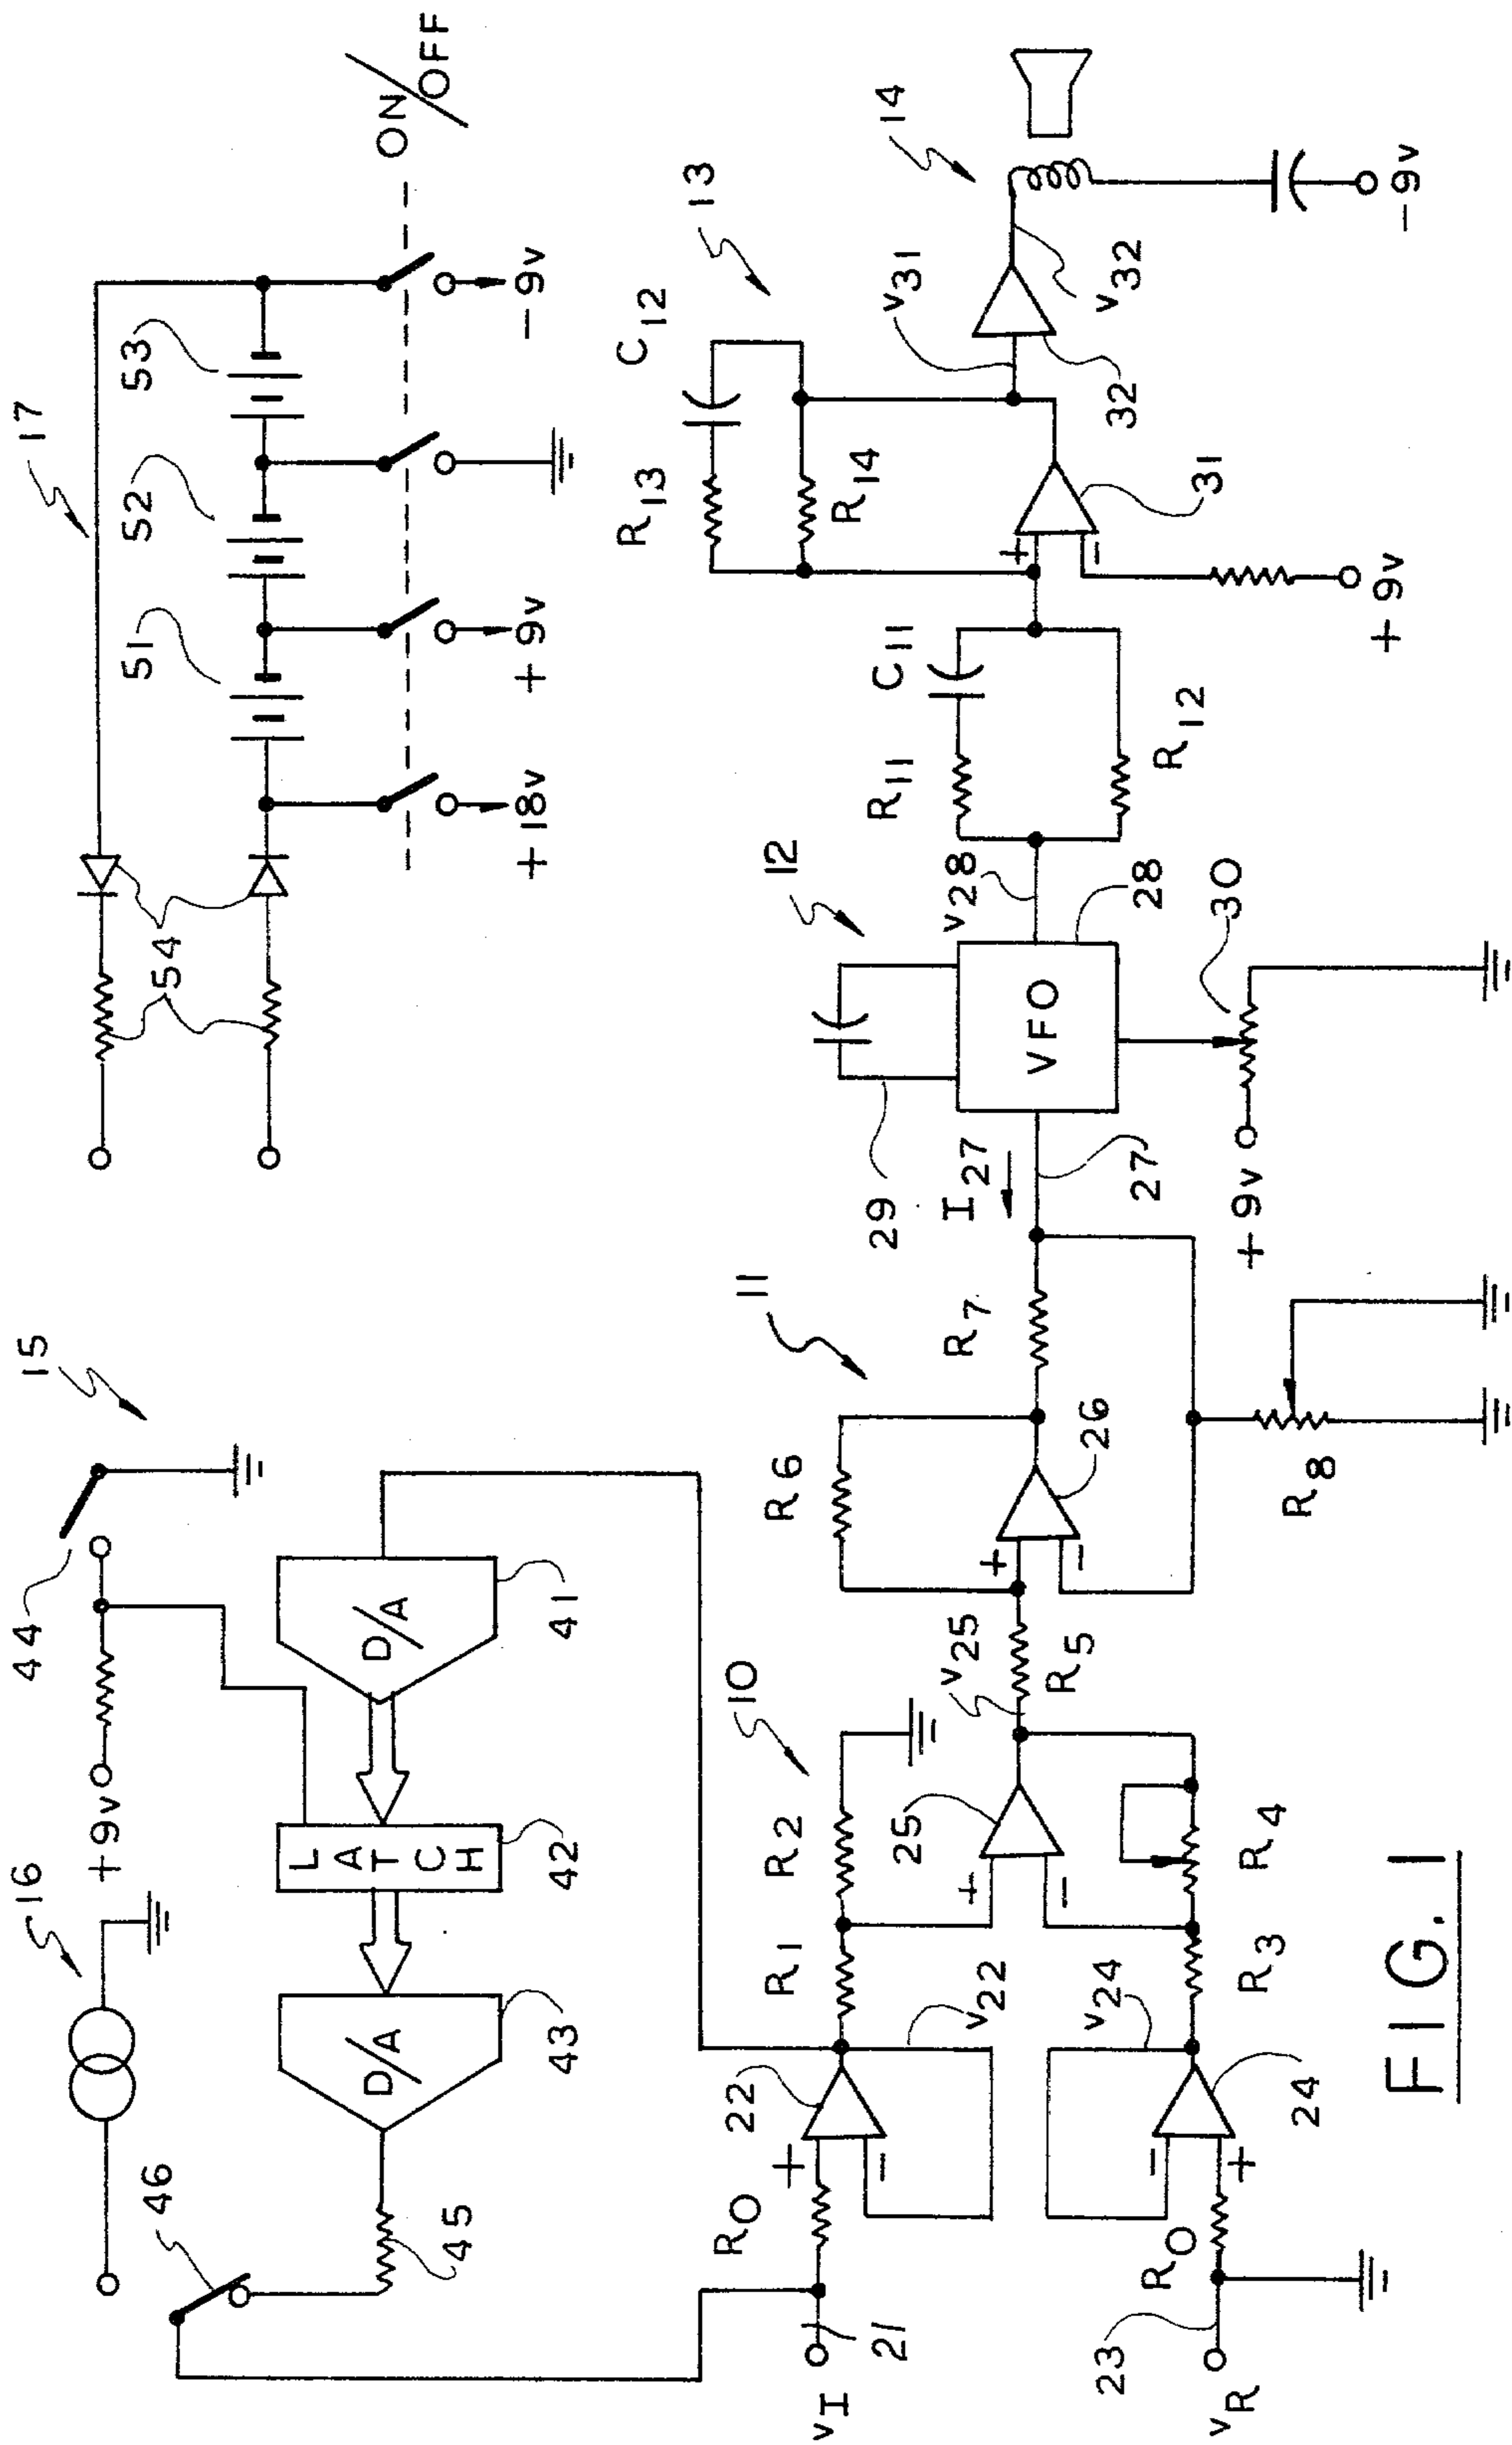 16
+9v
44
15
17
46
45
D/A
43
LATCH
42
D/A
41
54
51
52
53
+18v
+9v
-9v
ON/OFF
vI
21
RO
+
-
22
v22
R1
R2
10
vR
23
RO
-
+
24
v24
R3
R4
+
-
25
v25
R5
11
R6
+
-
26
R7
R8
I27
27
12
29
VFO
28
v28
+9v
30
R11
C11
R12
13
R13
C12
R14
+
-
31
+9v
v31
32
v32
14
-9v
FIG. 1